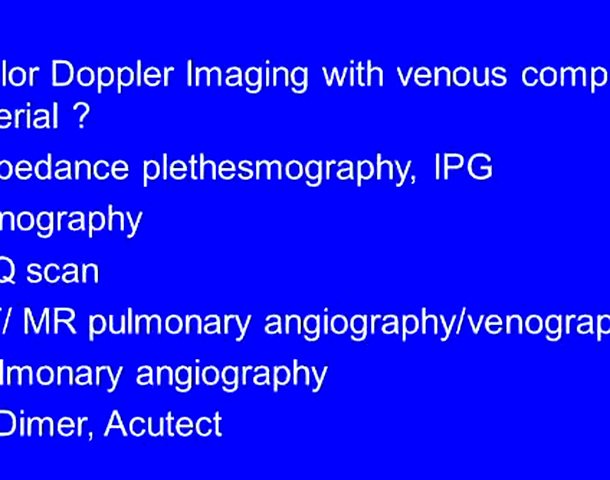 lor Doppler Imaging with venous comp
erial ?
pedance plethesmography, IPG
nography
Q scan
/ MR pulmonary angiography/venograp
lmonary angiography
Dimer, Acutect